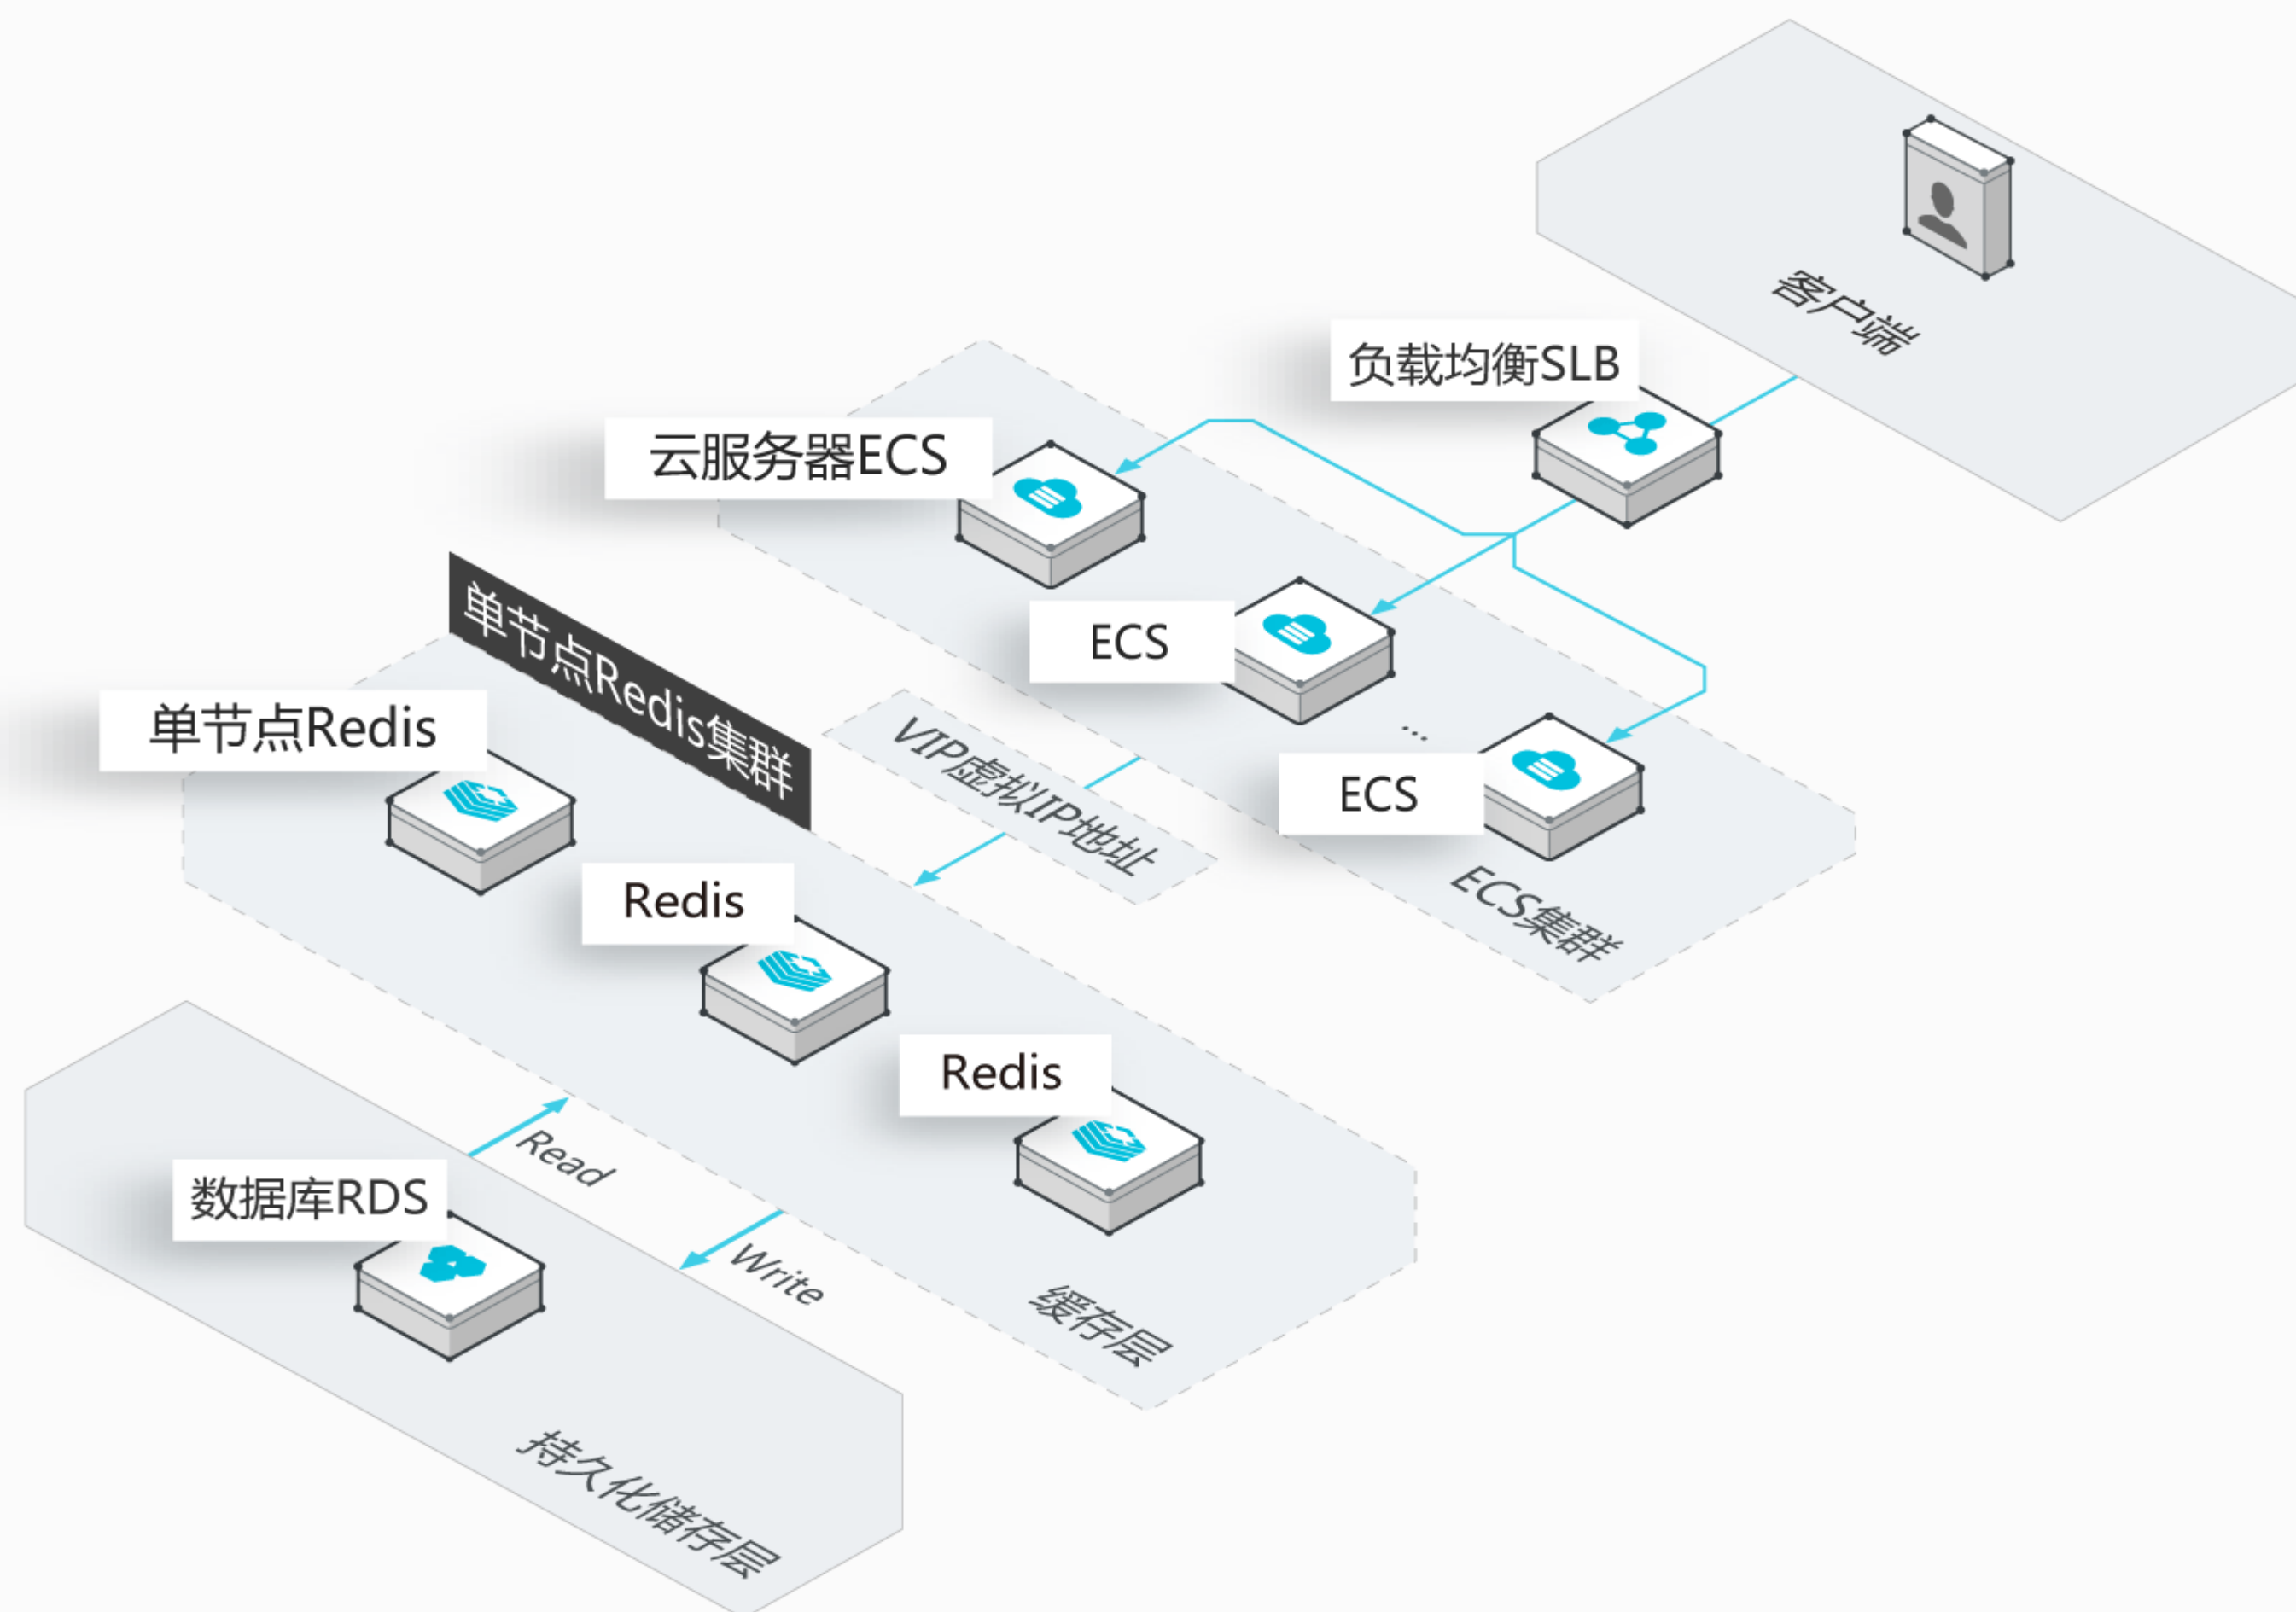 客户端
负载均衡SLB
云服务器ECS
ECS
...
ECS
ECS集群
VIP虚拟IP地址
单节点Redis集群
单节点Redis
Redis
Redis
缓存层
Read
Write
数据库RDS
持久化储存层